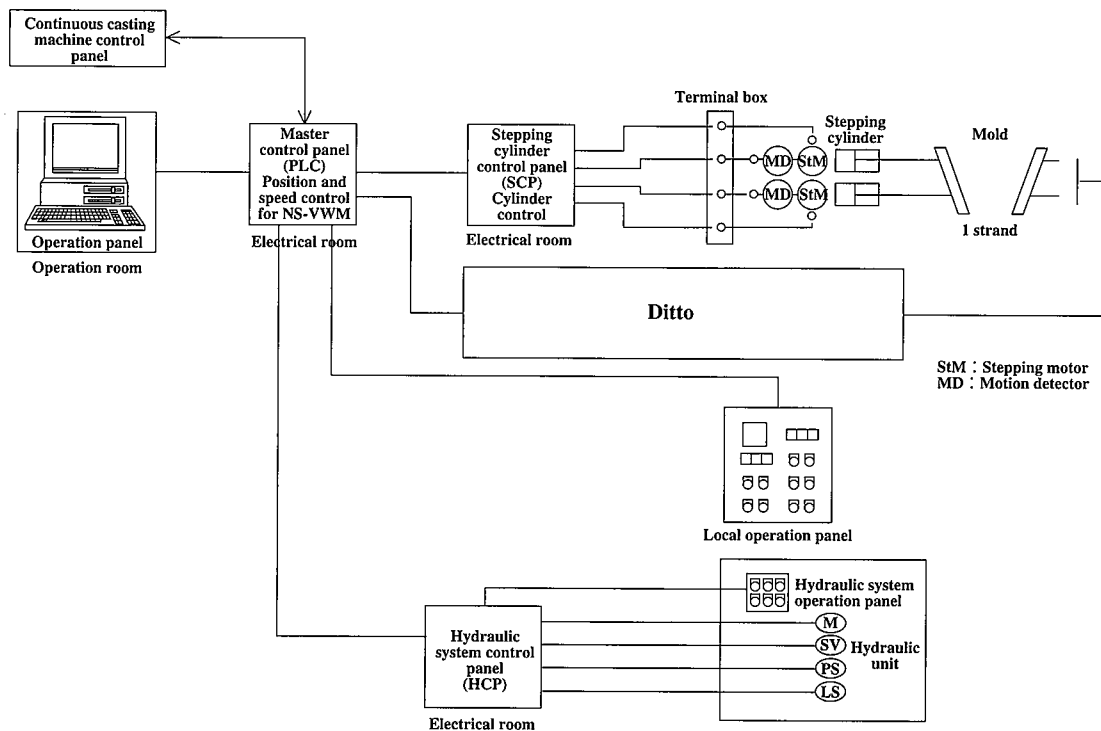 Continuous casting
machine control
panel
Operation panel
Operation room
Master
control panel
(PLC)
Position and
speed control
for NS-VWM
Electrical room
Stepping
cylinder
control panel
(SCP)
Cylinder
control
Electrical room
Terminal box
MD
StM
MD
StM
Stepping
cylinder
Mold
1 strand
Ditto
StM : Stepping motor
MD : Motion detector
Local operation panel
Hydraulic
system control
panel
(HCP)
Electrical room
Hydraulic system
operation panel
M
SV
PS
LS
Hydraulic
unit